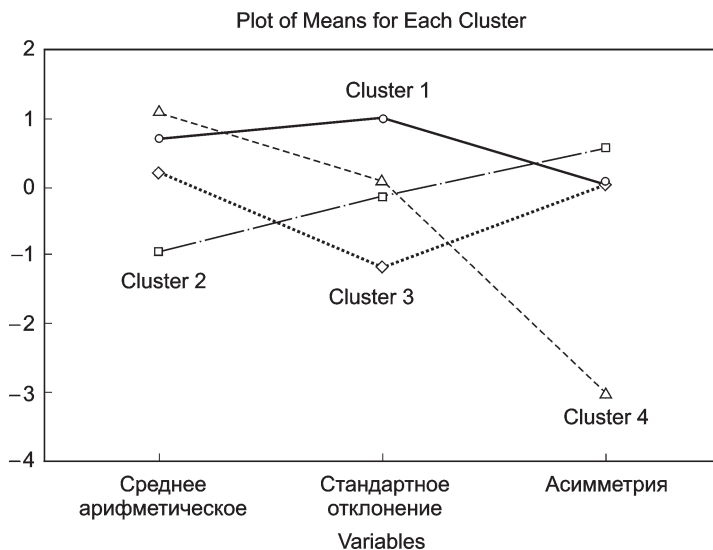 Plot of Means for Each Cluster
2
1
0
−1
−2
−3
−4
Cluster 1
Cluster 2
Cluster 3
Cluster 4
Среднее
арифметическое
Стандартное
отклонение
Асимметрия
Variables